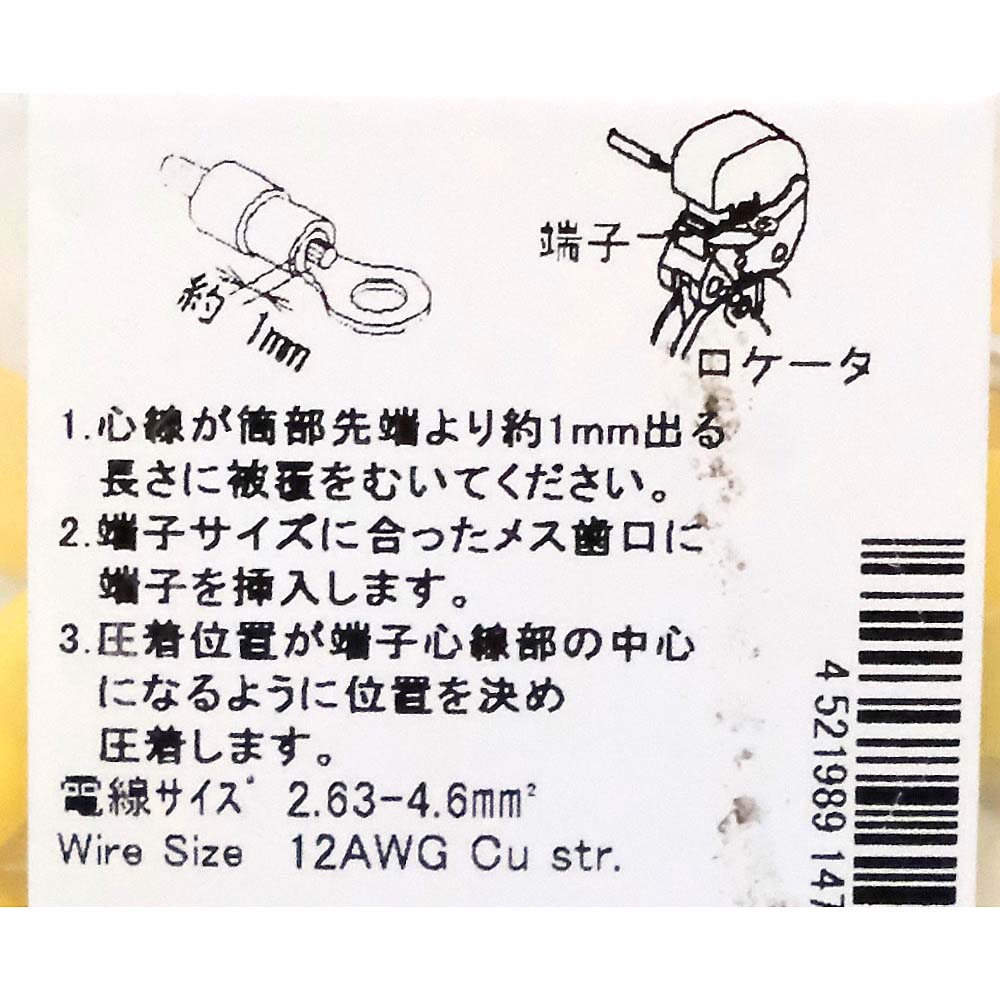 端子
約 1mm
ロケータ
1.心線が筒部先端より約1mm出る
長さに被覆をむいてください。
2.端子サイズに合ったメス歯口に
端子を挿入します。
3.圧着位置が端子心線部の中心
になるように位置を決め
圧着します。
電線サイズ 2.63-4.6mm²
Wire Size 12AWG Cu str.
4 521989 147